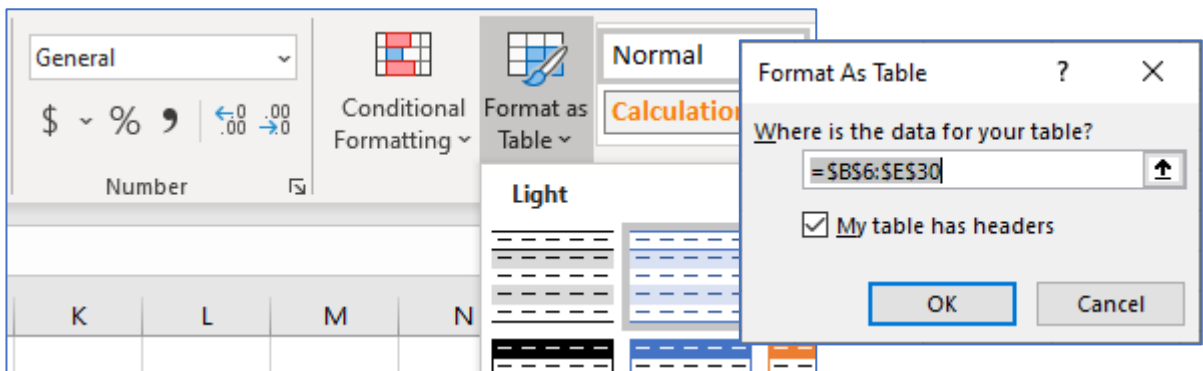 General
$ % 9 .00 .0
Conditional
Formatting
Format as
Table
Normal
Calculation
Number
Light
K L M N
Format As Table ? X
Where is the data for your table?
=$B$6:$E$30
My table has headers
OK Cancel